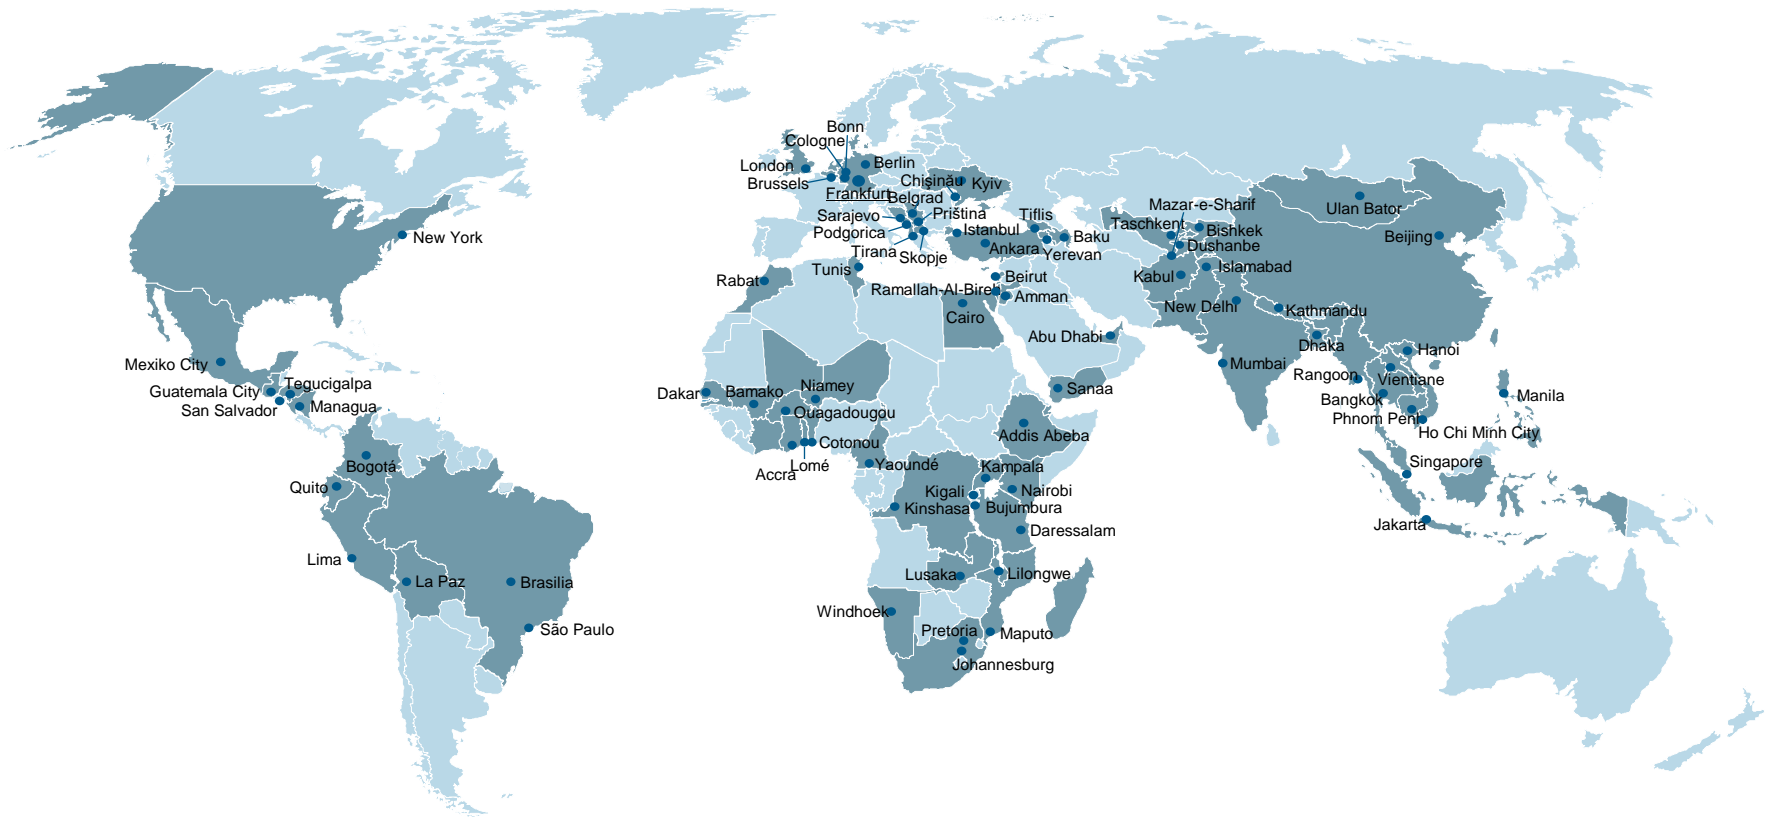 Bonn
Cologne
London
Berlin
Brussels
Frankfurt
Chișinău
Kyiv
Belgrad
Sarajevo
Priština
Podgorica
Tirana
Skopje
Istanbul
Ankara
Tiflis
Yerevan
Baku
Mazar-e-Sharif
Taschkent
Bishkek
Dushanbe
Kabul
Islamabad
Ulan Bator
Beijing
New York
Tunis
Rabat
Beirut
Ramallah-Al-Bireh
Amman
Cairo
Abu Dhabi
New Delhi
Kathmandu
Dhaka
Hanoi
Mumbai
Rangoon
Vientiane
Bangkok
Phnom Penh
Ho Chi Minh City
Manila
Singapore
Jakarta
Mexiko City
Guatemala City
Tegucigalpa
San Salvador
Managua
Dakar
Bamako
Niamey
Ouagadougou
Sanaa
Addis Abeba
Cotonou
Lomé
Accra
Yaoundé
Kampala
Kigali
Nairobi
Kinshasa
Bujumbura
Daressalam
Bogotá
Quito
Lima
La Paz
Brasilia
São Paulo
Lusaka
Lilongwe
Windhoek
Pretoria
Maputo
Johannesburg